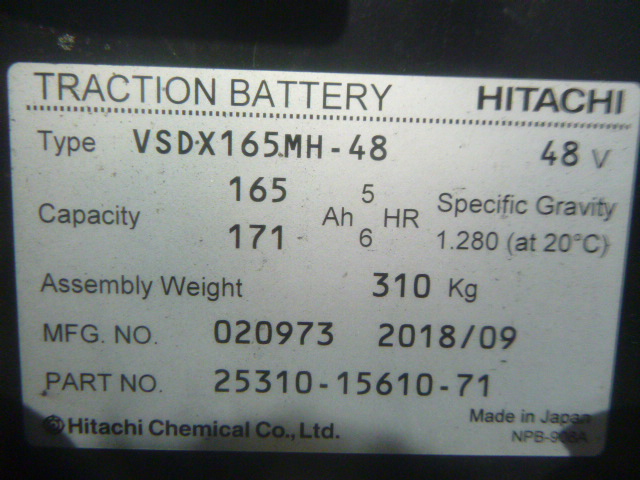 TRACTION BATTERY HITACHI
Type VSDX165MH-48 48 V
Capacity 165 Ah 5 HR Specific Gravity
171 6 1.280 (at 20°C)
Assembly Weight 310 Kg
MFG. NO. 020973 2018/09
PART NO. 25310-15610-71
Hitachi Chemical Co., Ltd. Made in Japan